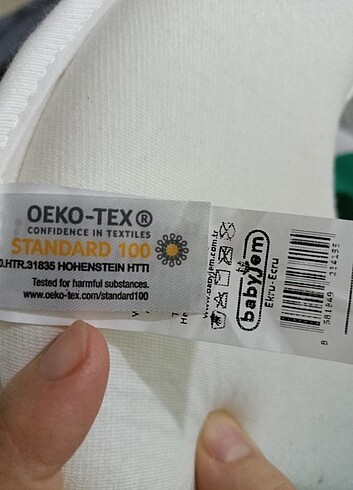 OEKO-TEX®
CONFIDENCE IN TEXTILES
STANDARD 100
.HTR.31835 HOHENSTEIN HTTI
Tested for harmful substances.
www.oeko-tex.com/standard100
www.babyjem.com.tr
babyjem
Ekru-Ecru